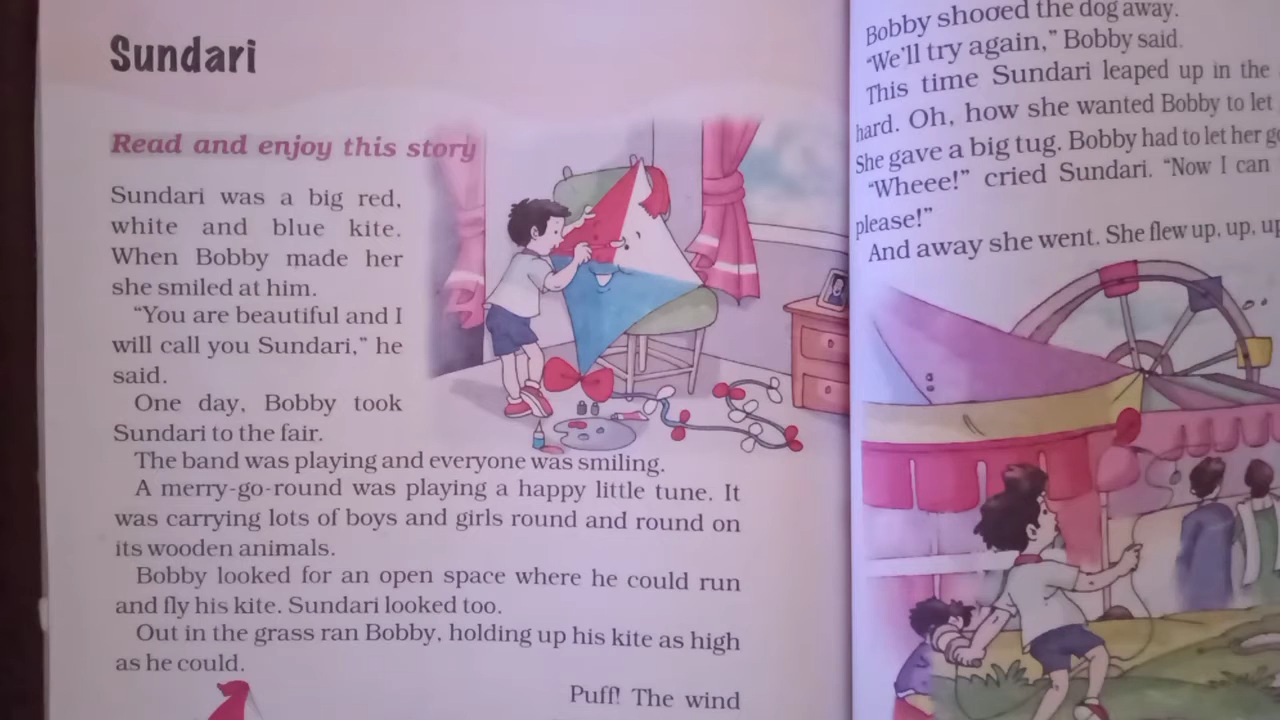 Sundari
Read and enjoy this story
Sundari was a big red,
white and blue kite.
When Bobby made her
she smiled at him.
“You are beautiful and I
will call you Sundari,” he
said.
One day, Bobby took
Sundari to the fair.
The band was playing and everyone was smiling.
A merry-go-round was playing a happy little tune. It
was carrying lots of boys and girls round and round on
its wooden animals.
Bobby looked for an open space where he could run
and fly his kite. Sundari looked too.
Out in the grass ran Bobby, holding up his kite as high
as he could.
Puff! The wind
Bobby shooed the dog away.
“We’ll try again,” Bobby said.
This time Sundari leaped up in the
hard. Oh, how she wanted Bobby to let
She gave a big tug. Bobby had to let her
“Wheee!” cried Sundari. “Now I can
please!”
And away she went. She flew up, up,